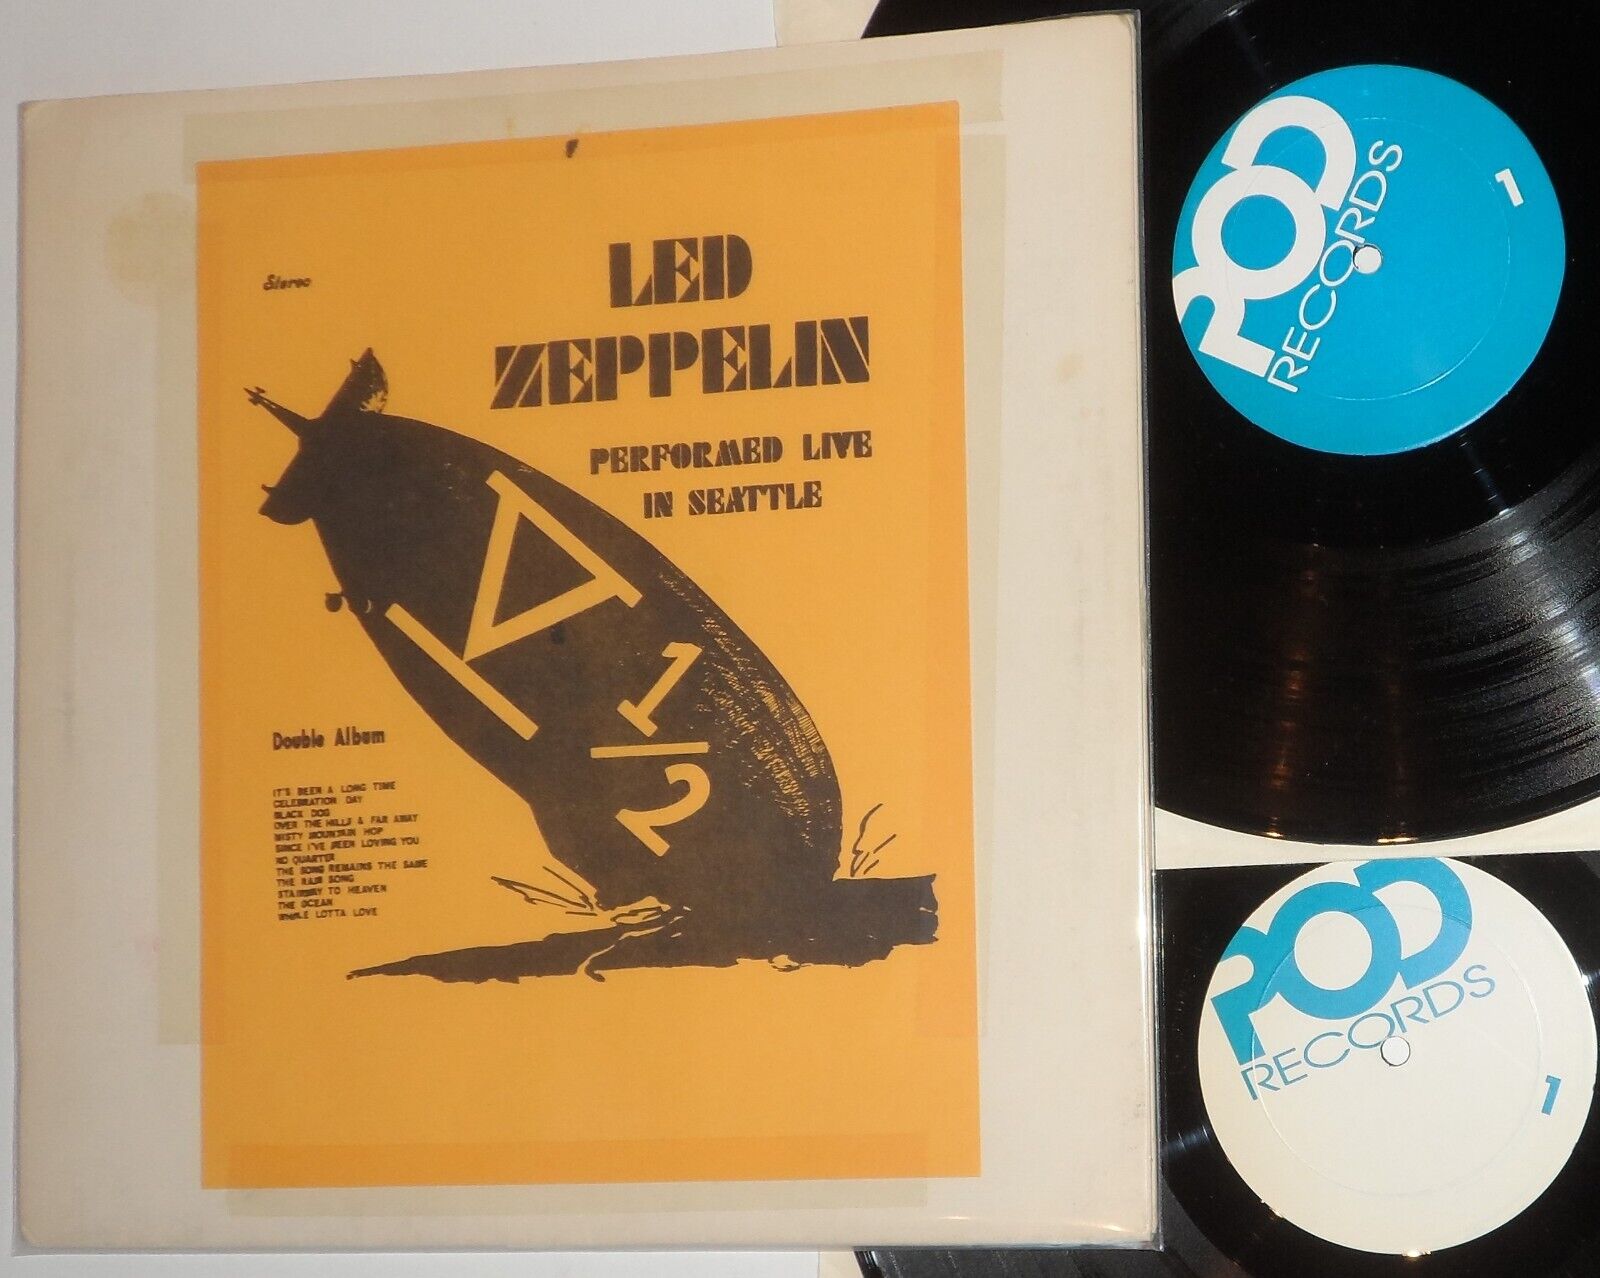 Stereo
LED
ZEPPELIN
PERFORMED LIVE
IN SEATTLE
V 1/2
Double Album
IT'S BEEN A LONG TIME
CELEBRATION DAY
BLACK DOG
OVER THE HILLS & FAR AWAY
MISTY MOUNTAIN HOP
SINCE I'VE BEEN LOVING YOU
NO QUARTER
THE SONG REMAINS THE SAME
THE RAIN SONG
STAIRWAY TO HEAVEN
THE OCEAN
WHOLE LOTTA LOVE
POD
RECORDS
1
POD
RECORDS
1